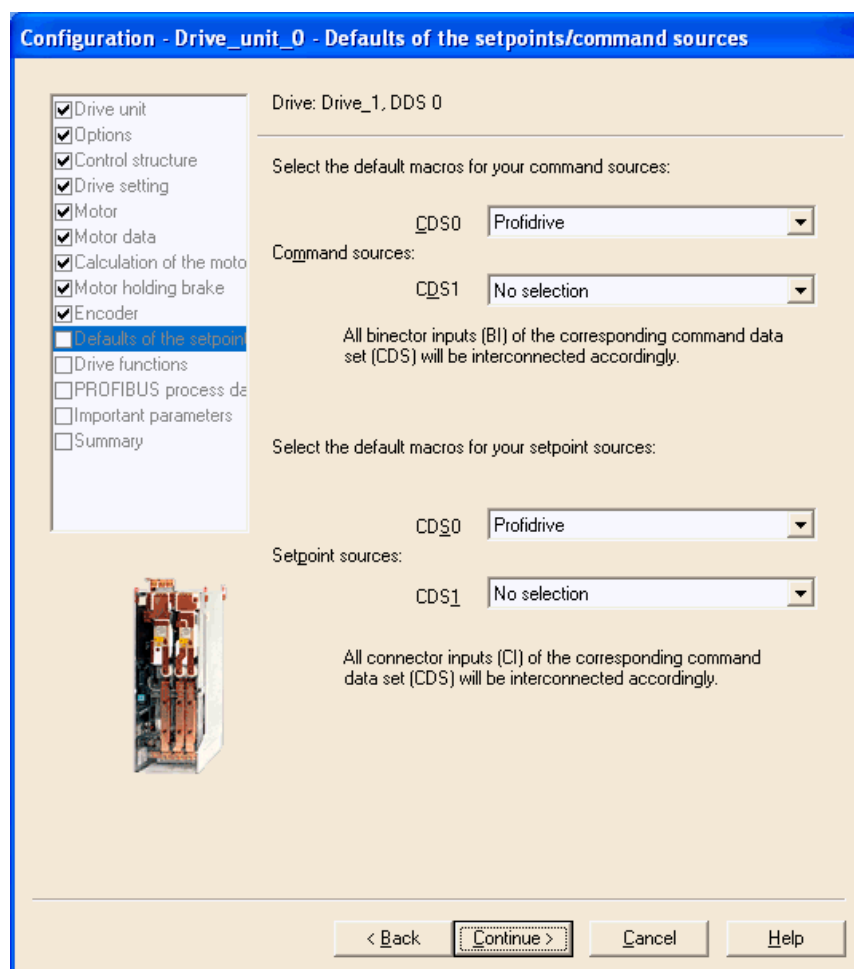 Configuration - Drive_unit_0 - Defaults of the setpoints/command sources
Drive unit
Options
Control structure
Drive setting
Motor
Motor data
Calculation of the moto
Motor holding brake
Encoder
Defaults of the setpoin
Drive functions
PROFIBUS process da
Important parameters
Summary
Drive: Drive_1, DDS 0
Select the default macros for your command sources:
CDS0 Profidrive
Command sources:
CDS1 No selection
All binector inputs (BI) of the corresponding command data
set (CDS) will be interconnected accordingly.
Select the default macros for your setpoint sources:
CDS0 Profidrive
Setpoint sources:
CDS1 No selection
All connector inputs (CI) of the corresponding command
data set (CDS) will be interconnected accordingly.
< Back Continue > Cancel Help